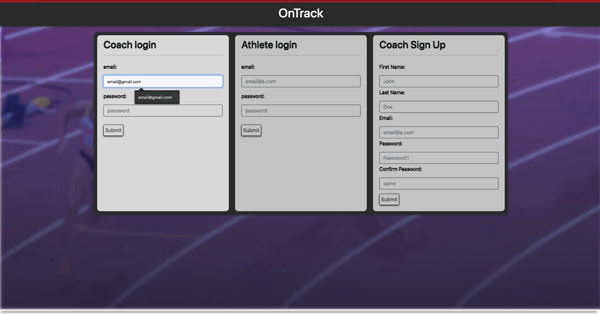 OnTrack
Coach login
email:
email@gmail.com
email@gmail.com
password:
password
Submit
Athlete login
email:
email@e.com
password:
password
Submit
Coach Sign Up
First Name:
John
Last Name:
Doe
Email:
email@e.com
Password:
Password1!
Confirm Password:
same
Submit